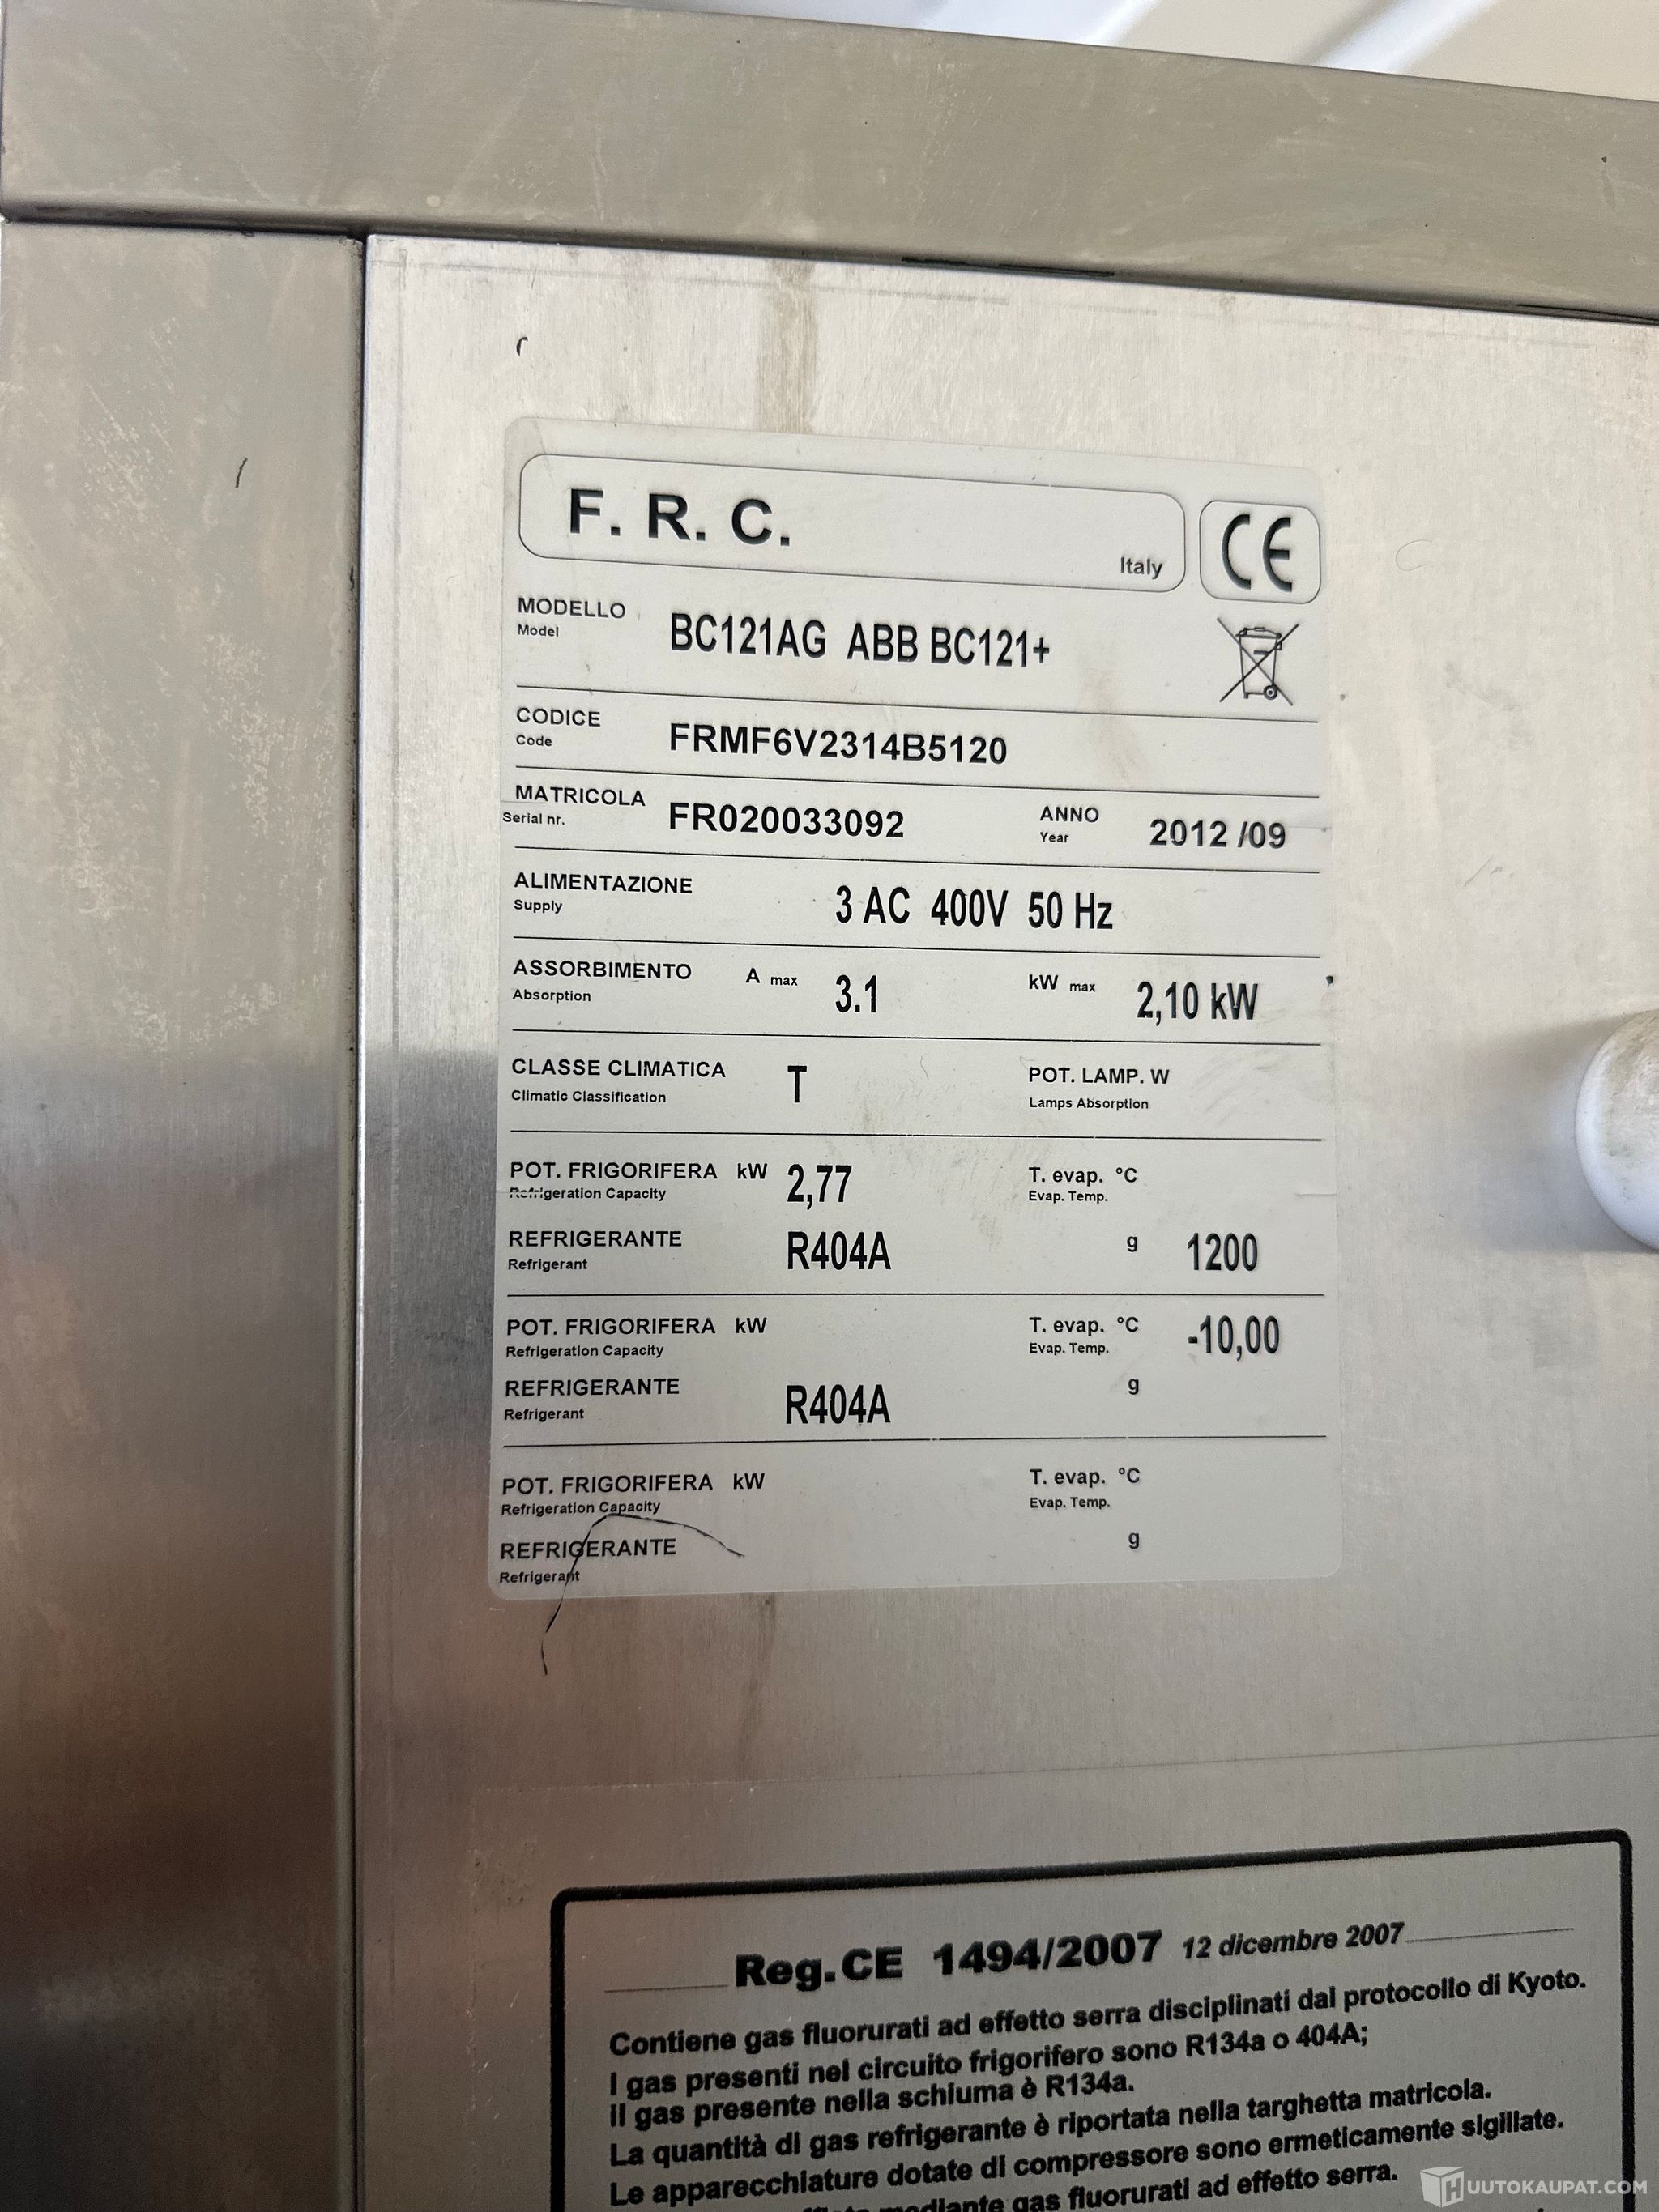 F. R. C.
Italy
CE
MODELLO
Model
BC121AG ABB BC121+
CODICE
Code
FRMF6V2314B5120
MATRICOLA
Serial nr.
FR020033092
ANNO
Year
2012 /09
ALIMENTAZIONE
Supply
3 AC 400V 50 Hz
ASSORBIMENTO
Absorption
A max 3.1
kW max 2,10 kW
CLASSE CLIMATICA
Climatic Classification
T
POT. LAMP. W
Lamps Absorption
POT. FRIGORIFERA kW 2,77
Refrigeration Capacity
T. evap. °C
Evap. Temp.
REFRIGERANTE
Refrigerant
R404A
g 1200
POT. FRIGORIFERA kW
Refrigeration Capacity
T. evap. °C -10,00
Evap. Temp.
REFRIGERANTE
Refrigerant
R404A
g
POT. FRIGORIFERA kW
Refrigeration Capacity
T. evap. °C
Evap. Temp.
REFRIGERANTE
Refrigerant
g
Reg.CE 1494/2007 12 dicembre 2007
Contiene gas fluorurati ad effetto serra disciplinati dal protocollo di Kyoto.
I gas presenti nel circuito frigorifero sono R134a o 404A;
Il gas presente nella schiuma è R134a.
La quantità di gas refrigerante è riportata nella targhetta matricola.
Le apparecchiature dotate di compressore sono ermeticamente sigillate.
mediante gas fluorurati ad effetto serra.
HUUTOKAUPAT.COM